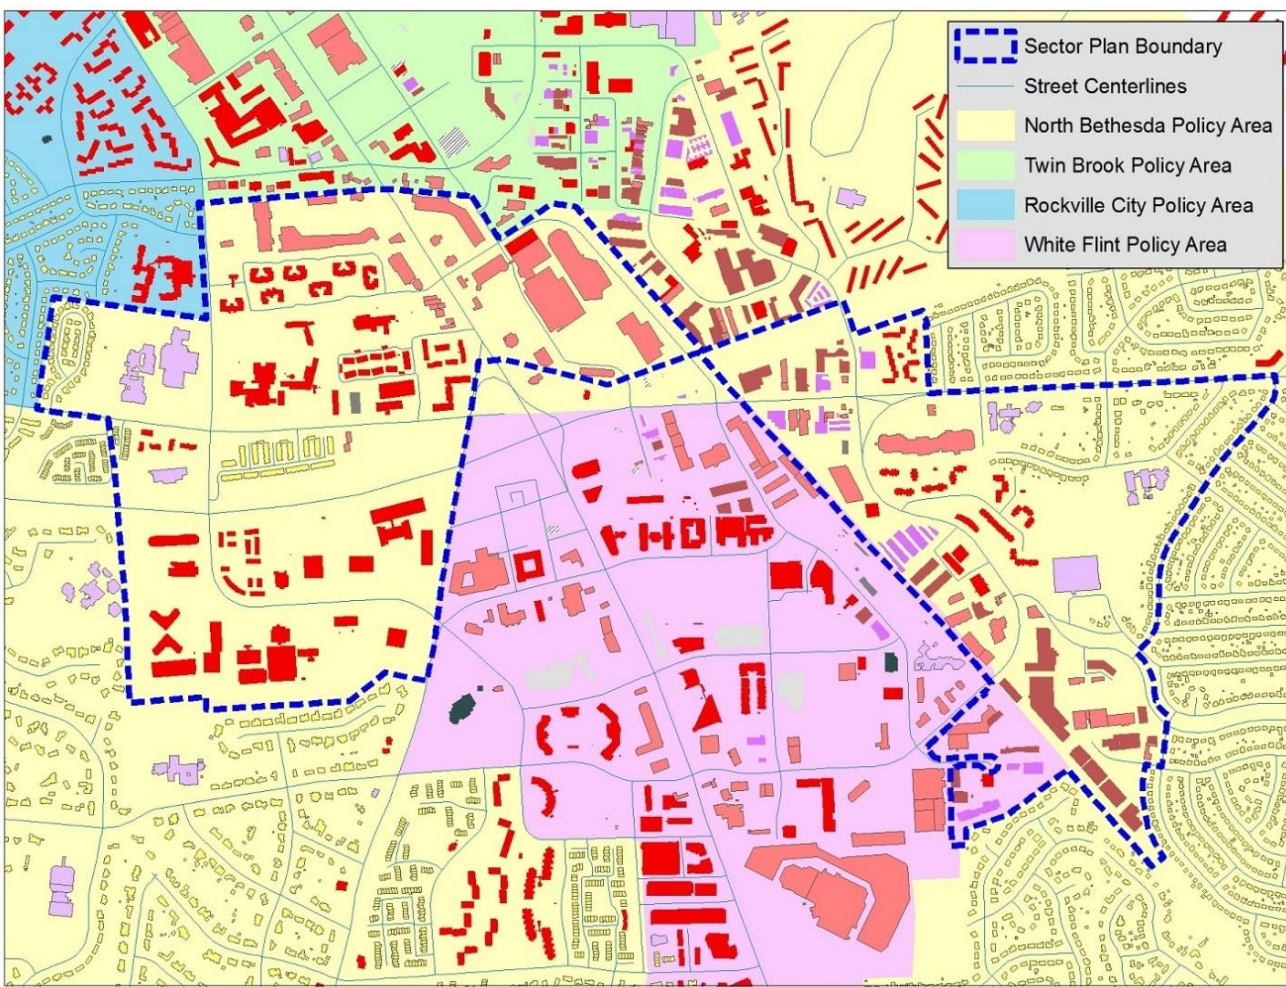 Sector Plan Boundary
Street Centerlines
North Bethesda Policy Area
Twin Brook Policy Area
Rockville City Policy Area
White Flint Policy Area